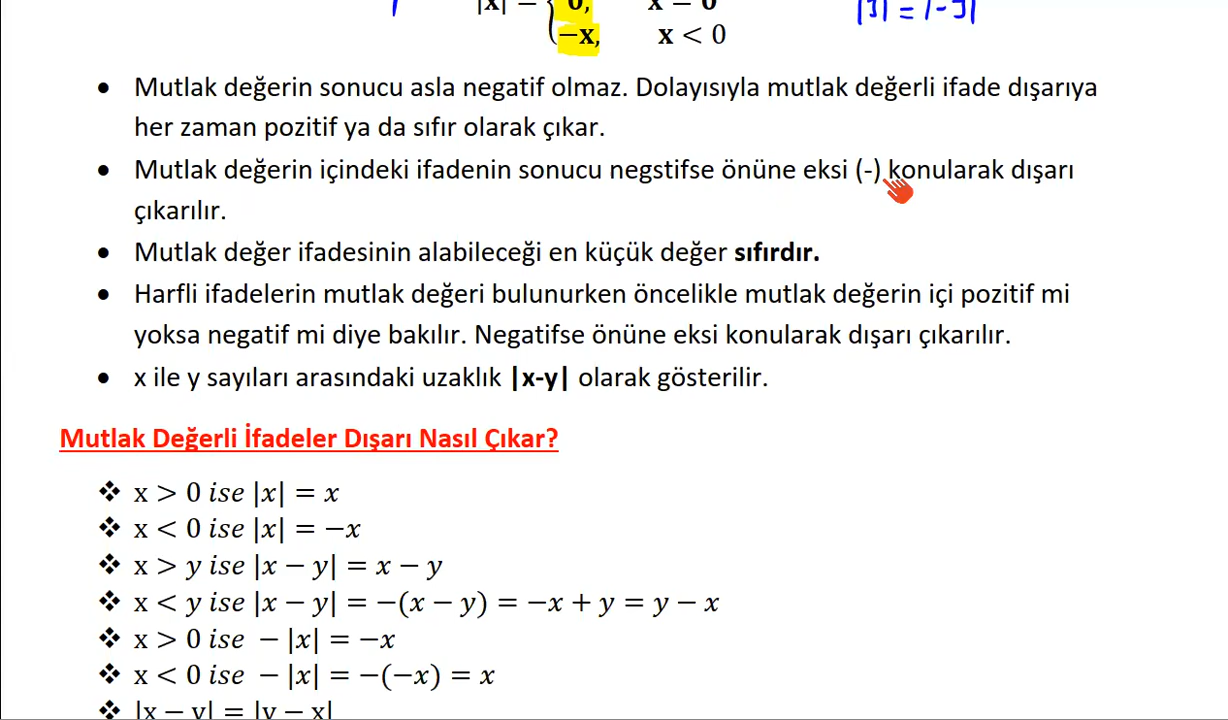 |x| = { 0, x = 0
−x, x < 0
• Mutlak değerin sonucu asla negatif olmaz. Dolayısıyla mutlak değerli ifade dışarıya
her zaman pozitif ya da sıfır olarak çıkar.
• Mutlak değerin içindeki ifadenin sonucu negstifse önüne eksi (-) konularak dışarı
çıkarılır.
• Mutlak değer ifadesinin alabileceği en küçük değer sıfırdır.
• Harfli ifadelerin mutlak değeri bulunurken öncelikle mutlak değerin içi pozitif mi
yoksa negatif mi diye bakılır. Negatifse önüne eksi konularak dışarı çıkarılır.
• x ile y sayıları arasındaki uzaklık |x-y| olarak gösterilir.
Mutlak Değerli İfadeler Dışarı Nasıl Çıkar?
❖ x > 0 ise |x| = x
❖ x < 0 ise |x| = −x
❖ x > y ise |x − y| = x − y
❖ x < y ise |x − y| = −(x − y) = −x + y = y − x
❖ x > 0 ise − |x| = −x
❖ x < 0 ise − |x| = −(−x) = x
❖ |x − y| = |y − x|